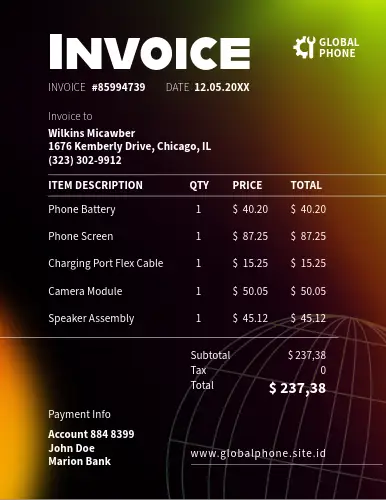 INVOICE
GLOBAL
PHONE
INVOICE #85994739 DATE 12.05.20XX
Invoice to
Wilkins Micawber
1676 Kemberly Drive, Chicago, IL
(323) 302-9912
ITEM DESCRIPTION QTY PRICE TOTAL
Phone Battery 1 $ 40.20 $ 40.20
Phone Screen 1 $ 87.25 $ 87.25
Charging Port Flex Cable 1 $ 15.25 $ 15.25
Camera Module 1 $ 50.05 $ 50.05
Speaker Assembly 1 $ 45.12 $ 45.12
Subtotal $ 237,38
Tax 0
Total $ 237,38
Payment Info
Account 884 8399
John Doe
Marion Bank
www.globalphone.site.id